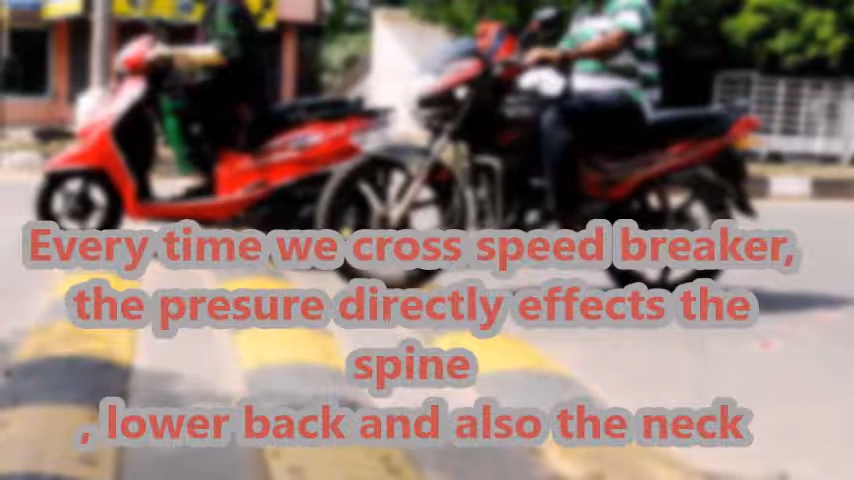 Every time we cross speed breaker,
the presure directly effects the
spine
, lower back and also the neck